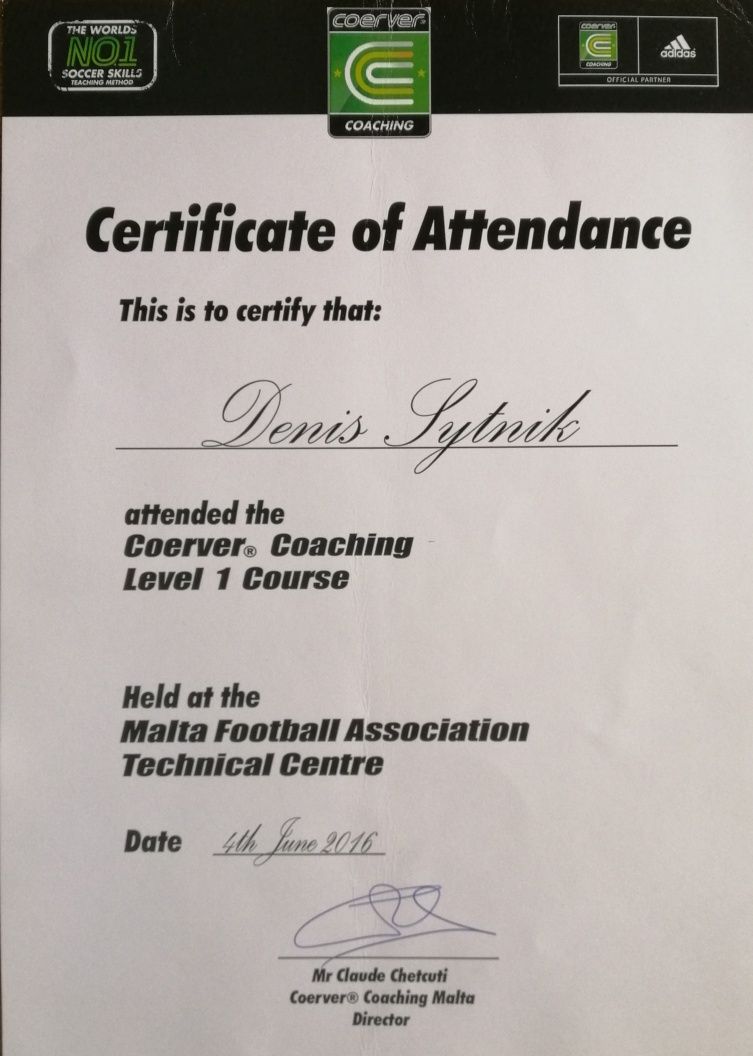 THE WORLDS
NO.1
SOCCER SKILLS
TEACHING METHOD
coerver®
COACHING
coerver
COACHING
adidas
OFFICIAL PARTNER
Certificate of Attendance
This is to certify that:
Denis Sytnik
attended the
Coerver® Coaching
Level 1 Course
Held at the
Malta Football Association
Technical Centre
Date 4th June 2016
Mr Claude Chetcuti
Coerver® Coaching Malta
Director